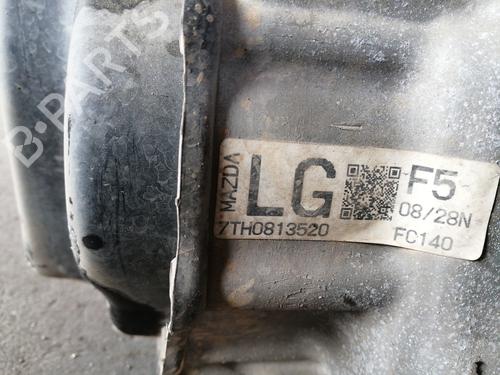 B-PARTS
MAZDA
LG
F5
08/28N
7TH0813520
FC140